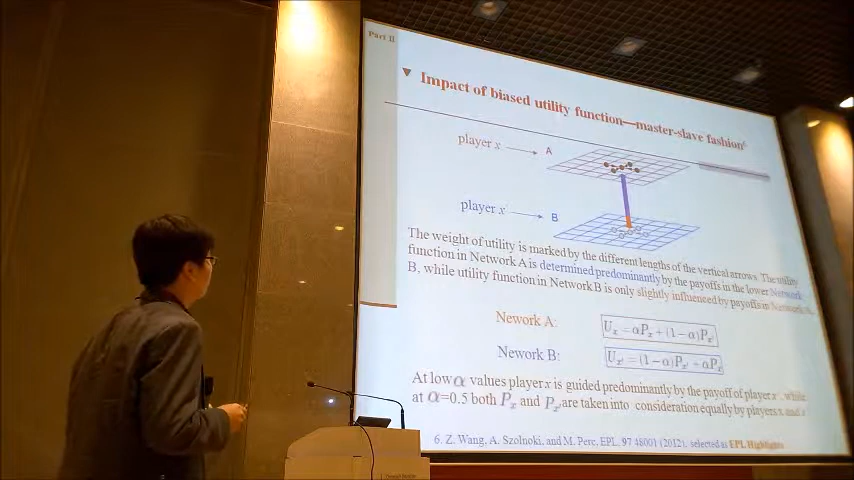 Part II
▼ Impact of biased utility function—master-slave fashion⁶
player x → A
player x' → B
The weight of utility is marked by the different lengths of the vertical arrows. The utility
function in Network A is determined predominantly by the payoffs in the lower Network
B, while utility function in Network B is only slightly influenced by payoffs in Network A.
Nework A: Uₓ = αPₓ + (1−α)Pₓ'
Nework B: Uₓ' = (1−α)Pₓ' + αPₓ
At low α values player x is guided predominantly by the payoff of player x', while
at α=0.5 both Pₓ and Pₓ' are taken into consideration equally by players x and x'
6. Z. Wang, A. Szolnoki, and M. Perc, EPL, 97 48001 (2012), selected as EPL Highlights